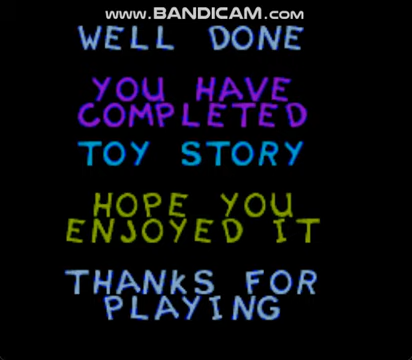 www.BANDICAM.com
WELL DONE
YOU HAVE
COMPLETED
TOY STORY
HOPE YOU
ENJOYED IT
THANKS FOR
PLAYING